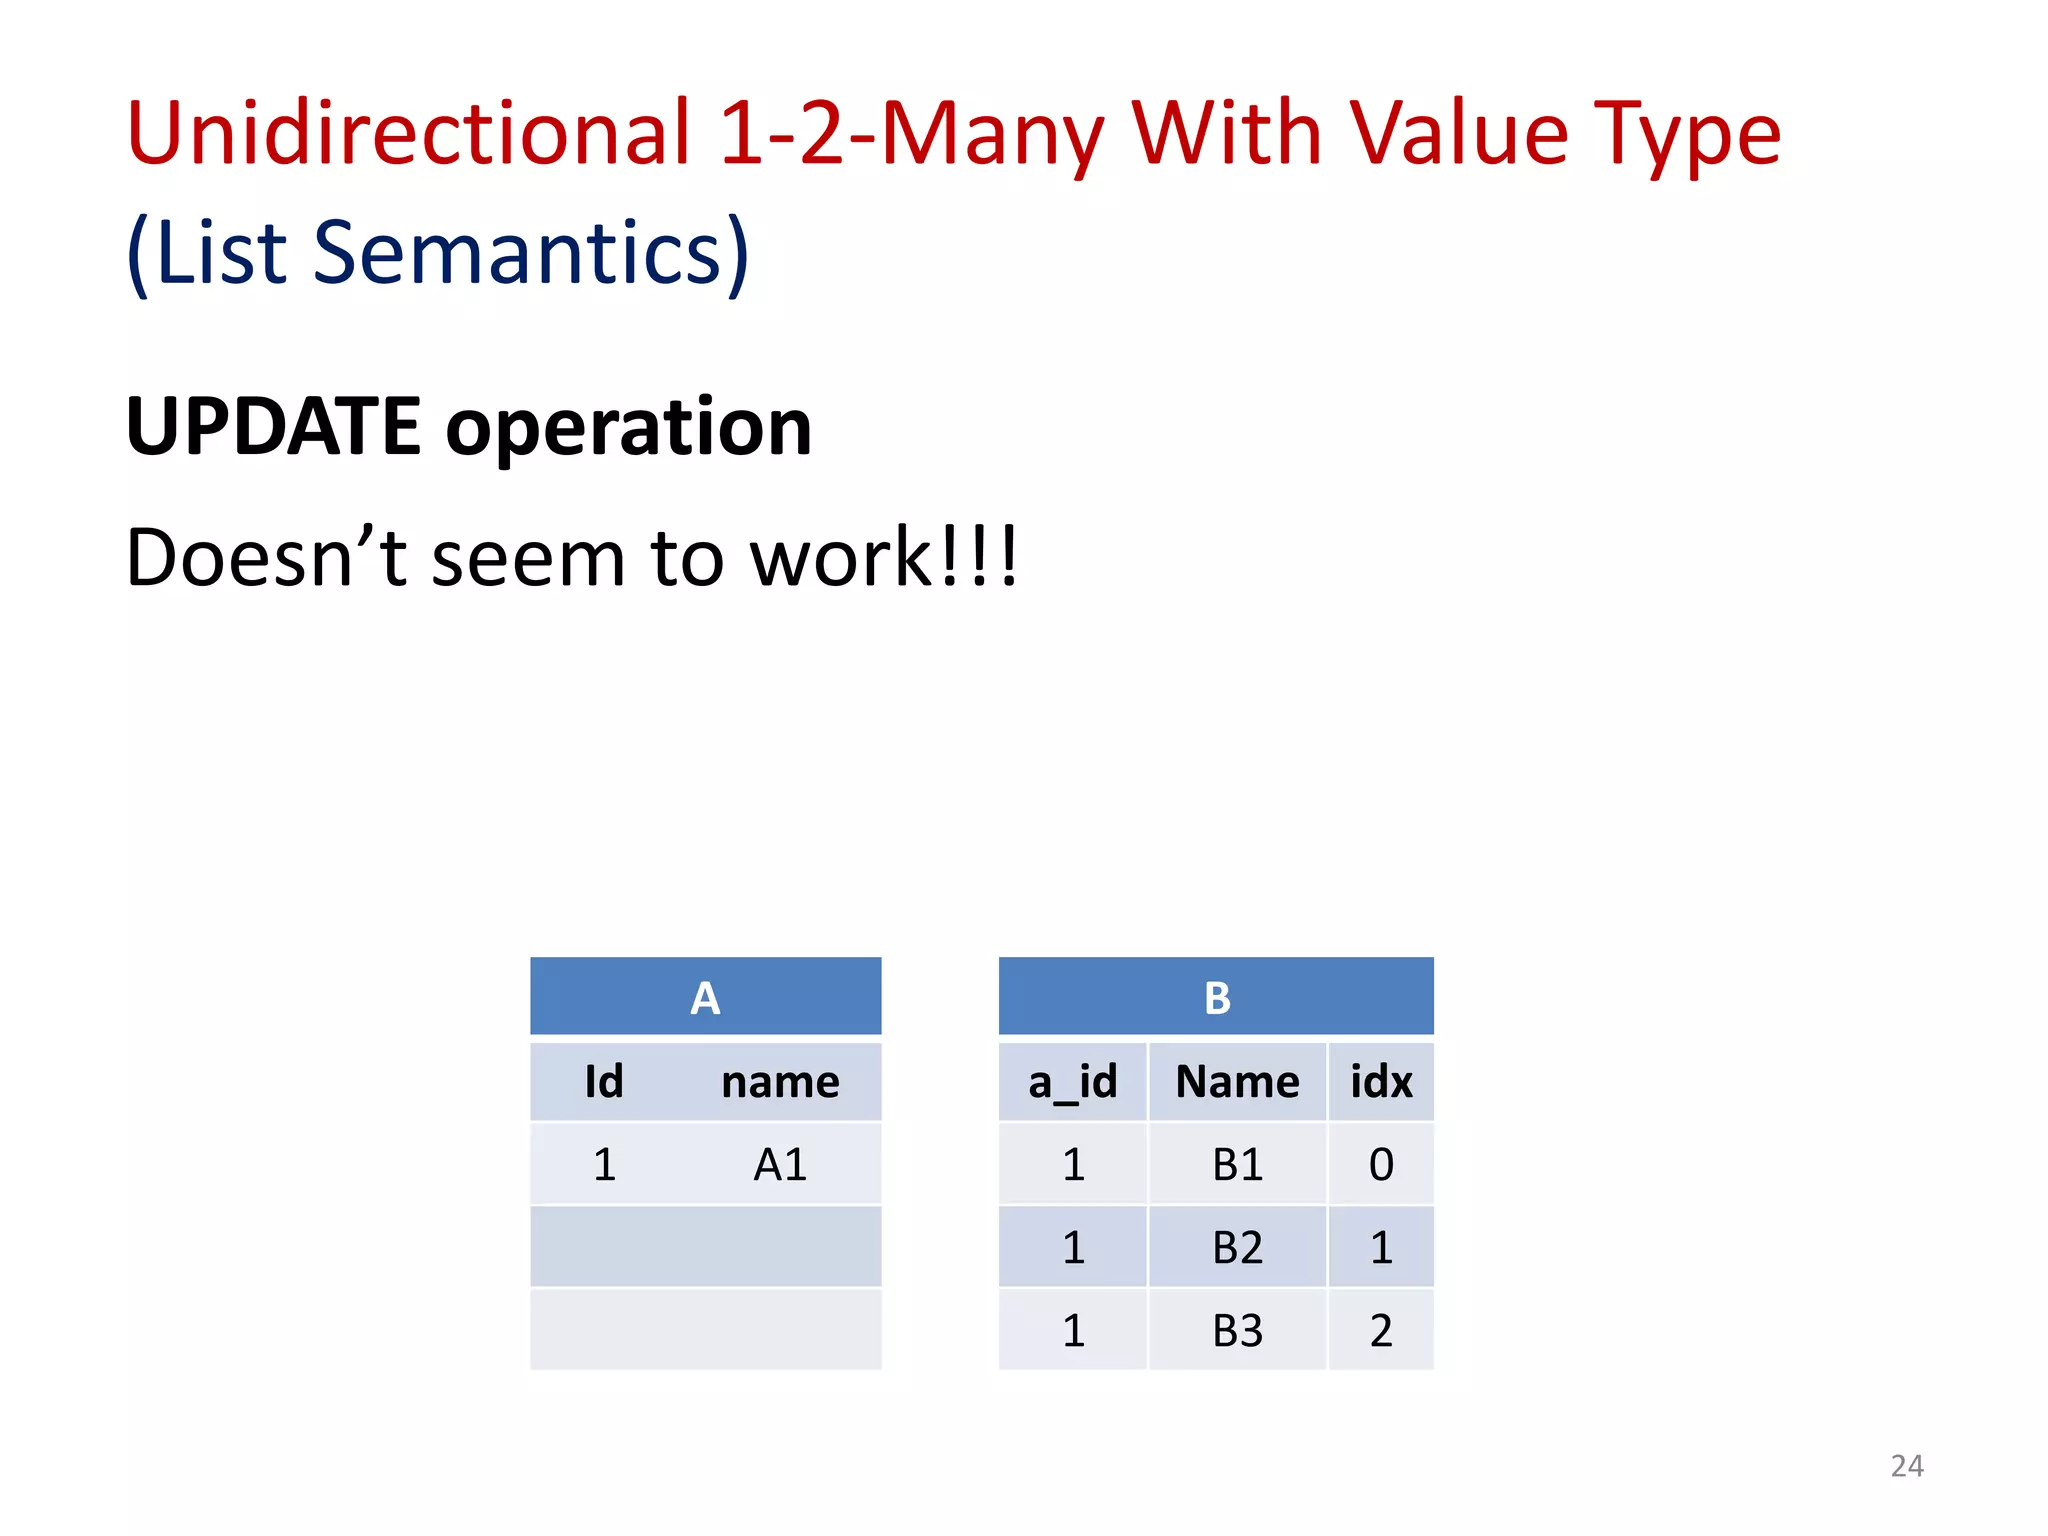 Unidirectional 1-2-Many With Value Type
(List Semantics)
UPDATE operation
Doesn’t seem to work!!!
A
Id name
1 A1
B
a_id Name idx
1 B1 0
1 B2 1
1 B3 2
24